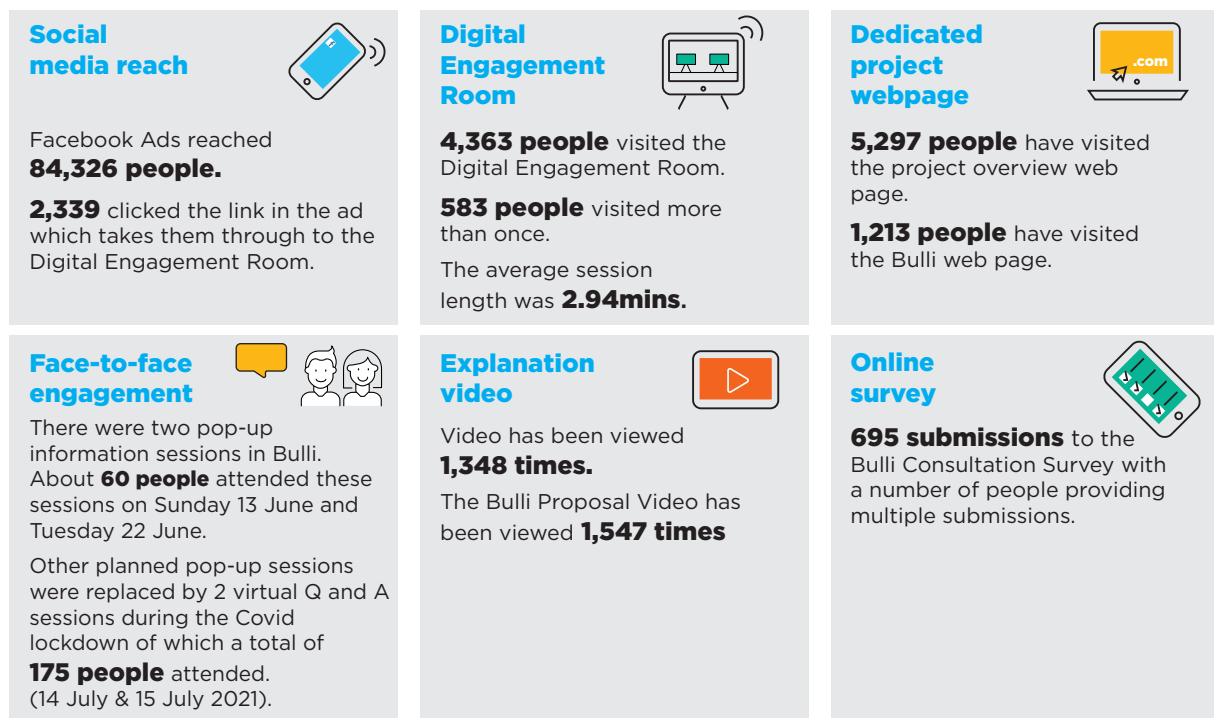 Social
media reach
Facebook Ads reached
84,326 people.
2,339 clicked the link in the ad
which takes them through to the
Digital Engagement Room.
Digital
Engagement
Room
4,363 people visited the
Digital Engagement Room.
583 people visited more
than once.
The average session
length was 2.94mins.
Dedicated
project
webpage
.com
5,297 people have visited
the project overview web
page.
1,213 people have visited
the Bulli web page.
Face-to-face
engagement
There were two pop-up
information sessions in Bulli.
About 60 people attended these
sessions on Sunday 13 June and
Tuesday 22 June.
Other planned pop-up sessions
were replaced by 2 virtual Q and A
sessions during the Covid
lockdown of which a total of
175 people attended.
(14 July & 15 July 2021).
Explanation
video
Video has been viewed
1,348 times.
The Bulli Proposal Video has
been viewed 1,547 times
Online
survey
695 submissions to the
Bulli Consultation Survey with
a number of people providing
multiple submissions.